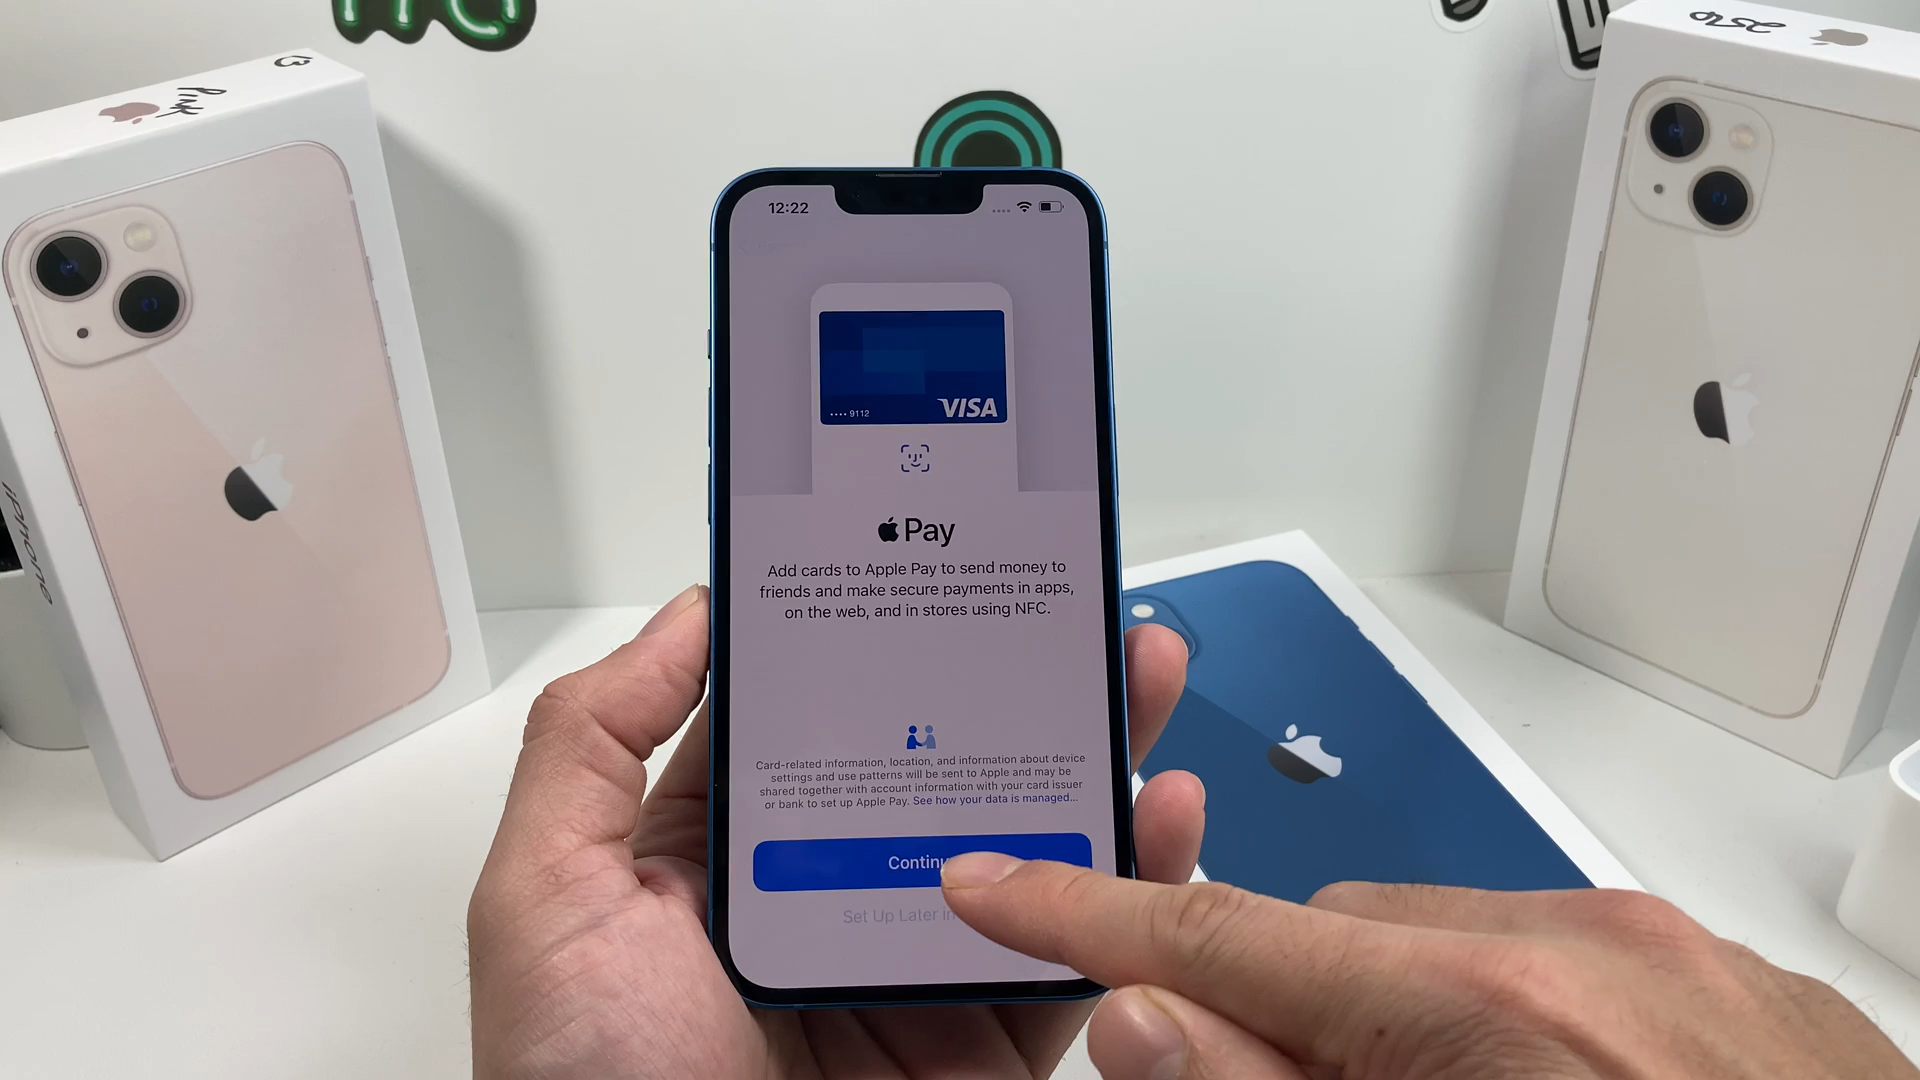 13
Pink
2540
iPhone
12:22
VISA
•••• 9112
Pay
Add cards to Apple Pay to send money to
friends and make secure payments in apps,
on the web, and in stores using NFC.
Card-related information, location, and information about device
settings and use patterns will be sent to Apple and may be
shared together with account information with your card issuer
or bank to set up Apple Pay. See how your data is managed...
Continu
Set Up Later in